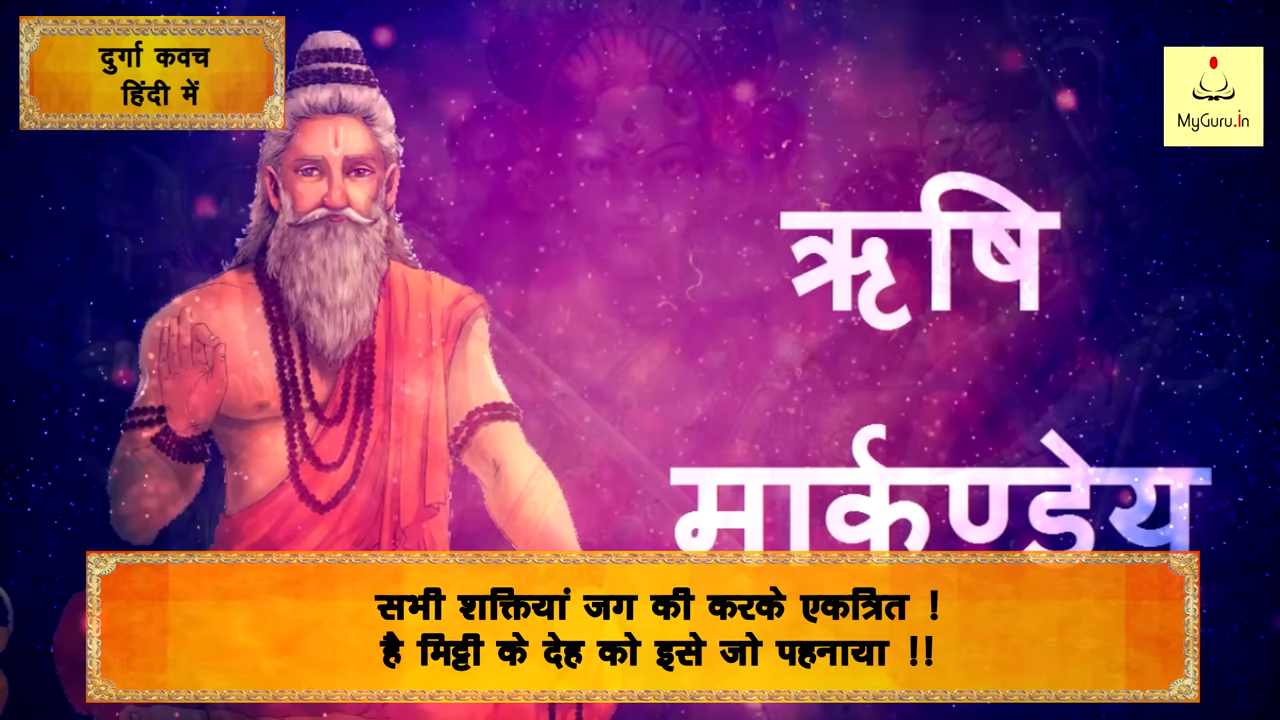 दुर्गा कवच
हिंदी में
MyGuru.in
ऋषि
मार्कण्डेय
सभी शक्तियां जग की करके एकत्रित !
है मिट्टी के देह को इसे जो पहनाया !!